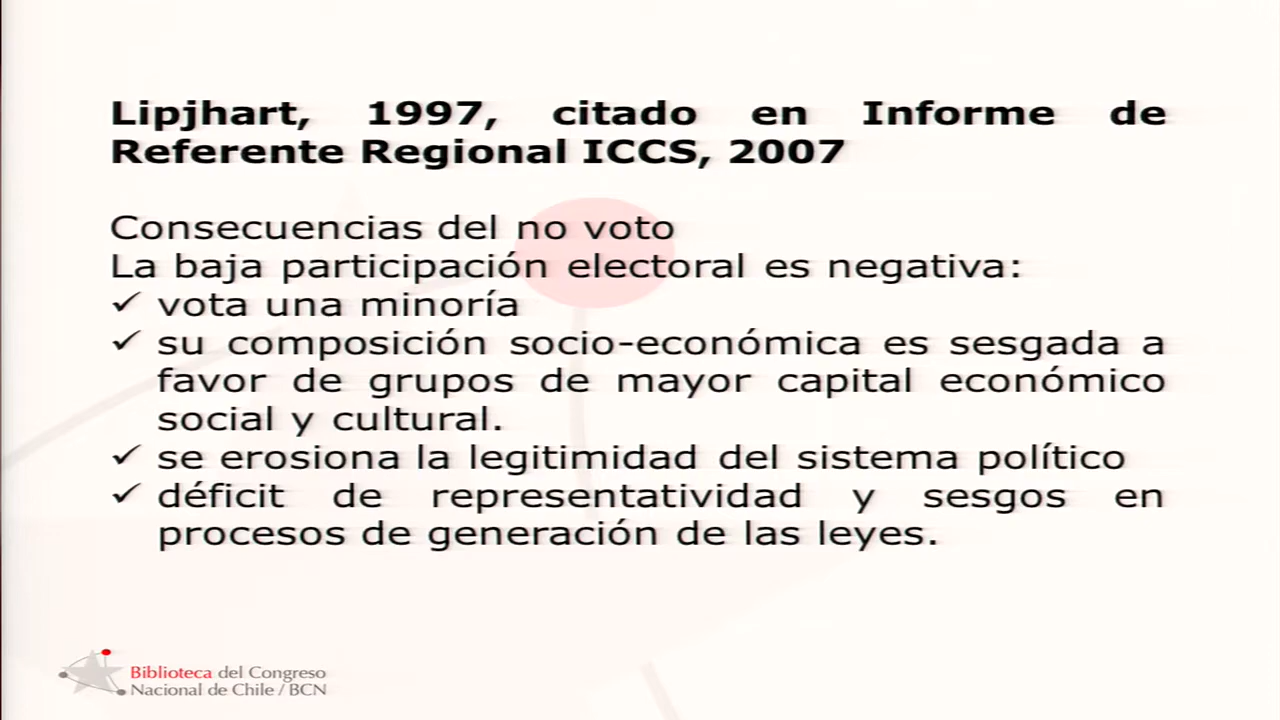 Lipjhart, 1997, citado en Informe de
Referente Regional ICCS, 2007
Consecuencias del no voto
La baja participación electoral es negativa:
✓ vota una minoría
✓ su composición socio-económica es sesgada a
favor de grupos de mayor capital económico
social y cultural.
✓ se erosiona la legitimidad del sistema político
✓ déficit de representatividad y sesgos en
procesos de generación de las leyes.
Biblioteca del Congreso
Nacional de Chile / BCN